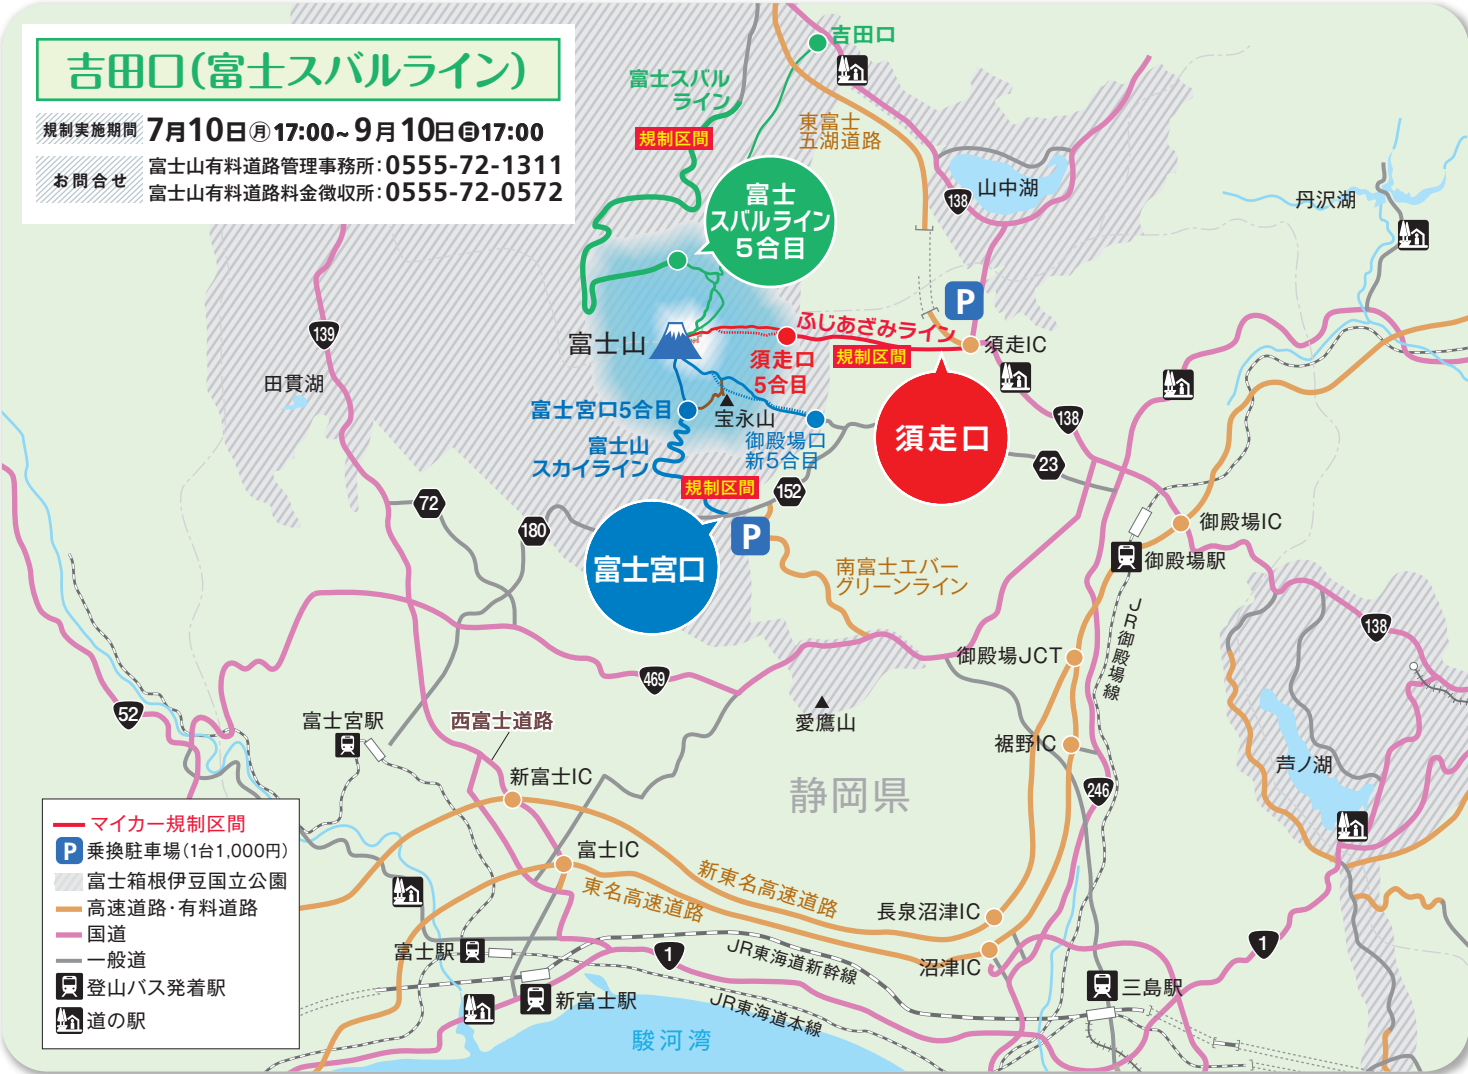 吉田口(富士スバルライン)
規制実施期間 7月10日㊊17:00~9月10日㊐17:00
お問合せ
富士山有料道路管理事務所:0555-72-1311
富士山有料道路料金徴収所:0555-72-0572
吉田口
富士スバル
ライン
規制区間
東富士
五湖道路
138
山中湖
丹沢湖
富士
スバルライン
5合目
P
139
田貫湖
富士山
ふじあざみライン
規制区間
須走IC
須走口
5合目
須走口
138
23
富士宮口5合目
宝永山
御殿場口
新5合目
富士山
スカイライン
規制区間
152
72
180
P
富士宮口
御殿場IC
御殿場駅
南富士エバー
グリーンライン
JR御殿場線
138
御殿場JCT
469
愛鷹山
52
富士宮駅
西富士道路
新富士IC
裾野IC
246
芦ノ湖
静岡県
富士IC
新東名高速道路
東名高速道路
長泉沼津IC
沼津IC
富士駅
1
JR東海道新幹線
JR東海道本線
新富士駅
駿河湾
三島駅
1
マイカー規制区間
P 乗換駐車場(1台1,000円)
富士箱根伊豆国立公園
高速道路・有料道路
国道
一般道
登山バス発着駅
道の駅